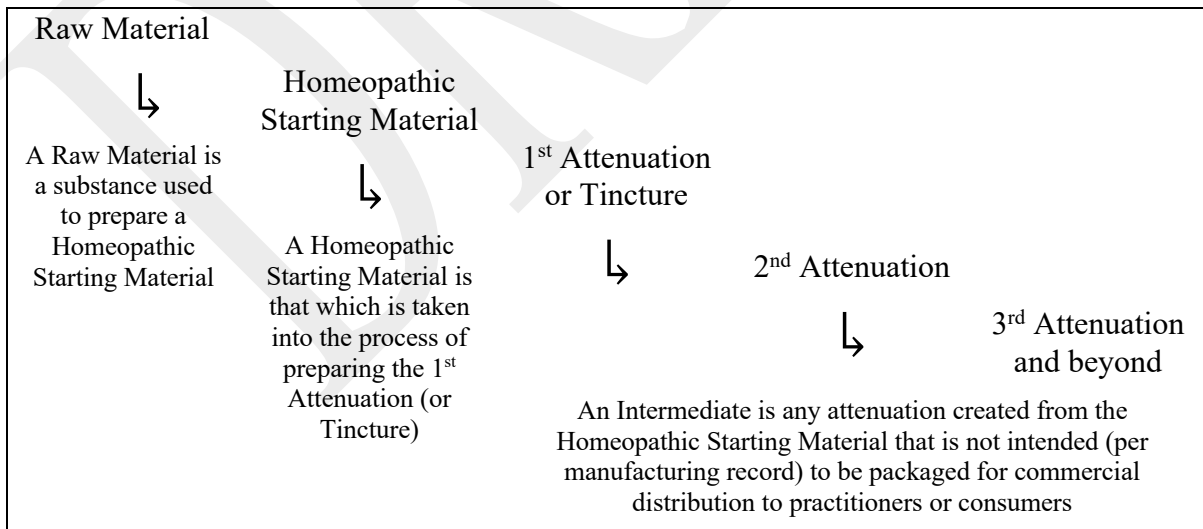 Raw Material
A Raw Material is
a substance used
to prepare a
Homeopathic
Starting Material
Homeopathic
Starting Material
A Homeopathic
Starting Material is
that which is taken
into the process of
preparing the 1st
Attenuation (or
Tincture)
1st Attenuation
or Tincture
2nd Attenuation
3rd Attenuation
and beyond
An Intermediate is any attenuation created from the
Homeopathic Starting Material that is not intended (per
manufacturing record) to be packaged for commercial
distribution to practitioners or consumers